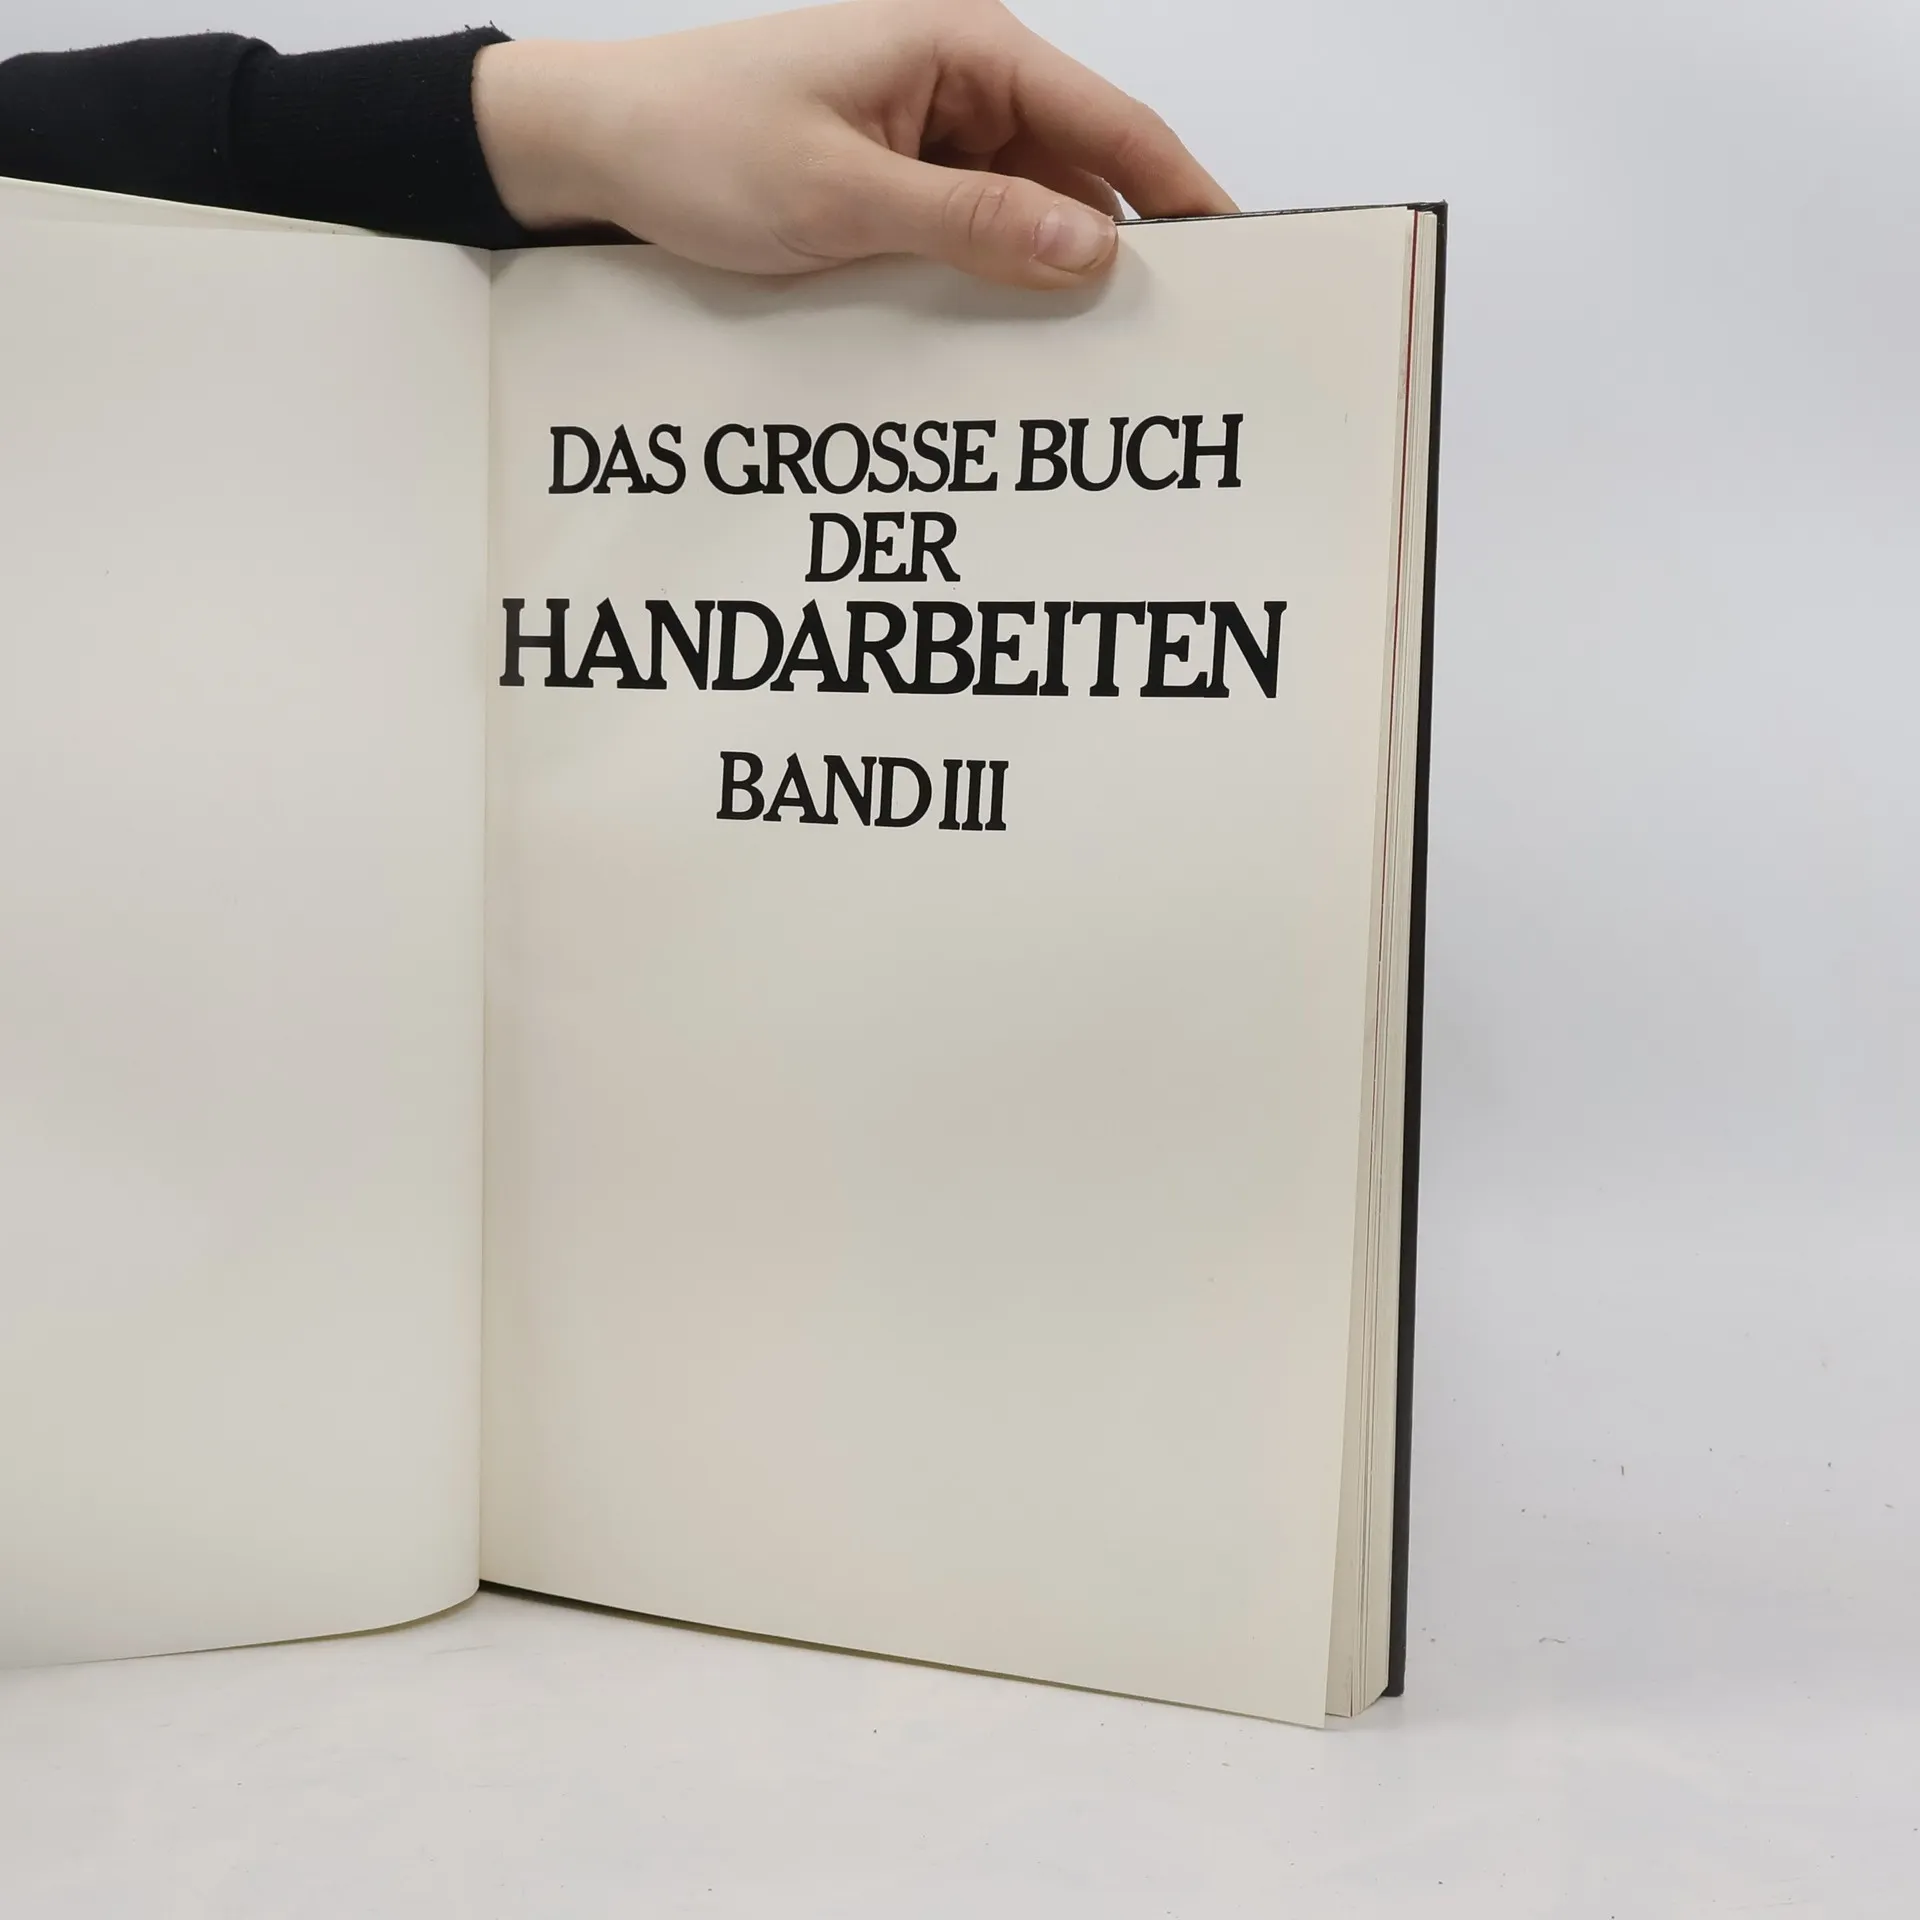 DAS GROSSE BUCH
DER
HANDARBEITEN
BAND III